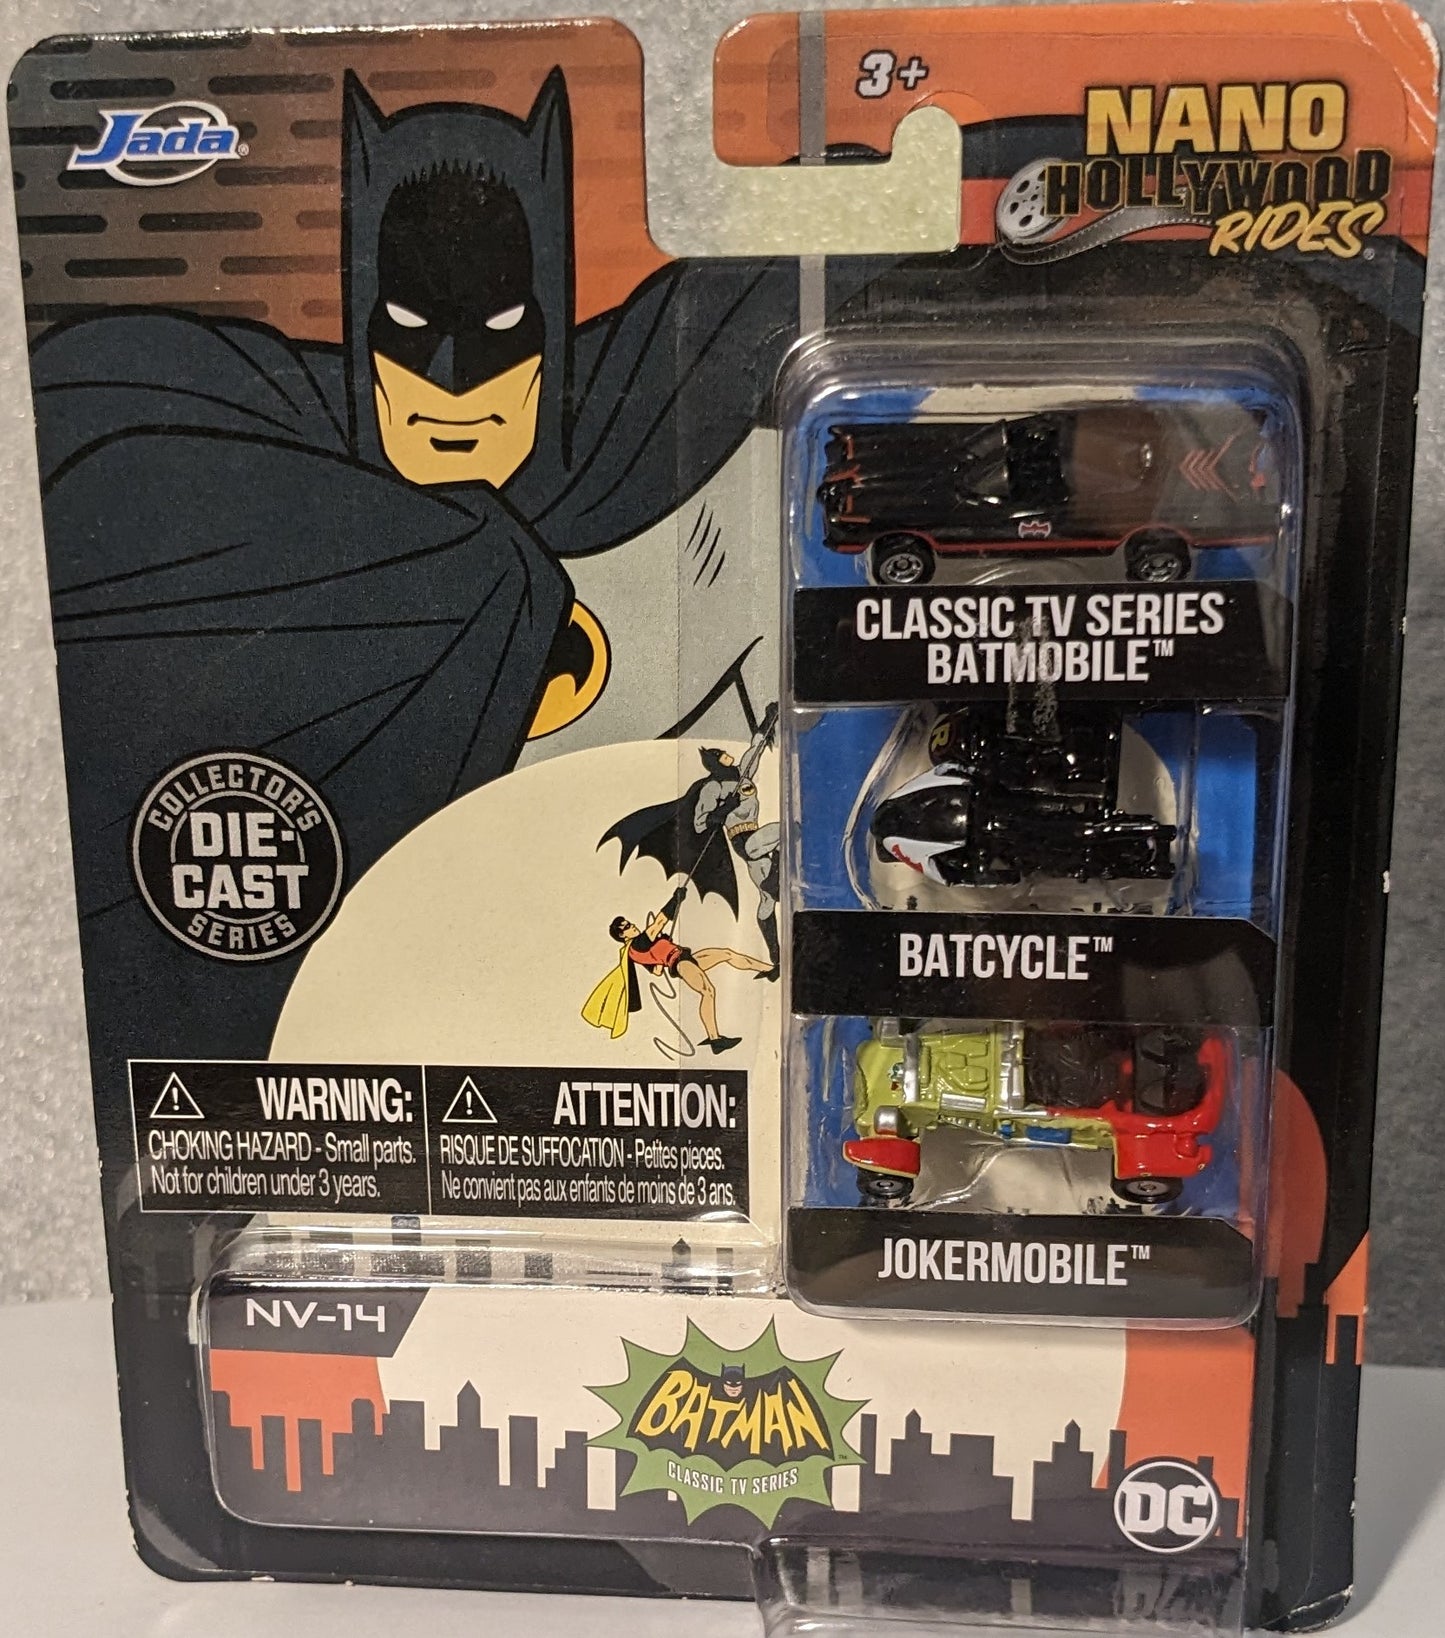 Jada®
3+
NANO
HOLLYWOOD
RIDES®
CLASSIC TV SERIES
BATMOBILE™
R
BATCYCLE™
JOKERMOBILE™
COLLECTOR'S
DIE-
CAST
SERIES
WARNING:
CHOKING HAZARD - Small parts.
Not for children under 3 years.
ATTENTION:
RISQUE DE SUFFOCATION - Petites pieces.
Ne convient pas aux enfants de moins de 3 ans.
NV-14
BATMAN™
CLASSIC TV SERIES
DC